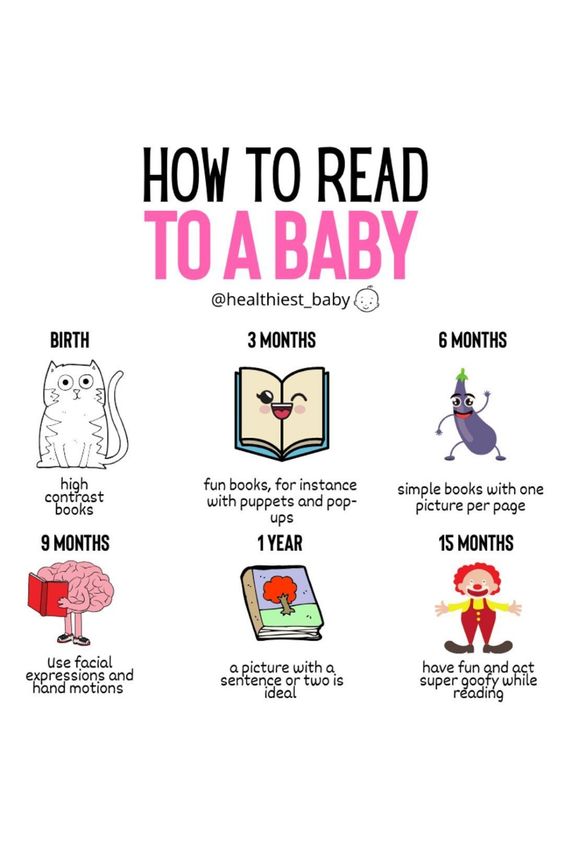 HOW TO READ
TO A BABY
@healthiest_baby
BIRTH
high
contrast
books
3 MONTHS
fun books, for instance
with puppets and pop-
ups
6 MONTHS
simple books with one
picture per page
9 MONTHS
use facial
expressions and
hand motions
1 YEAR
a picture with a
sentence or two is
ideal
15 MONTHS
have fun and act
super goofy while
reading